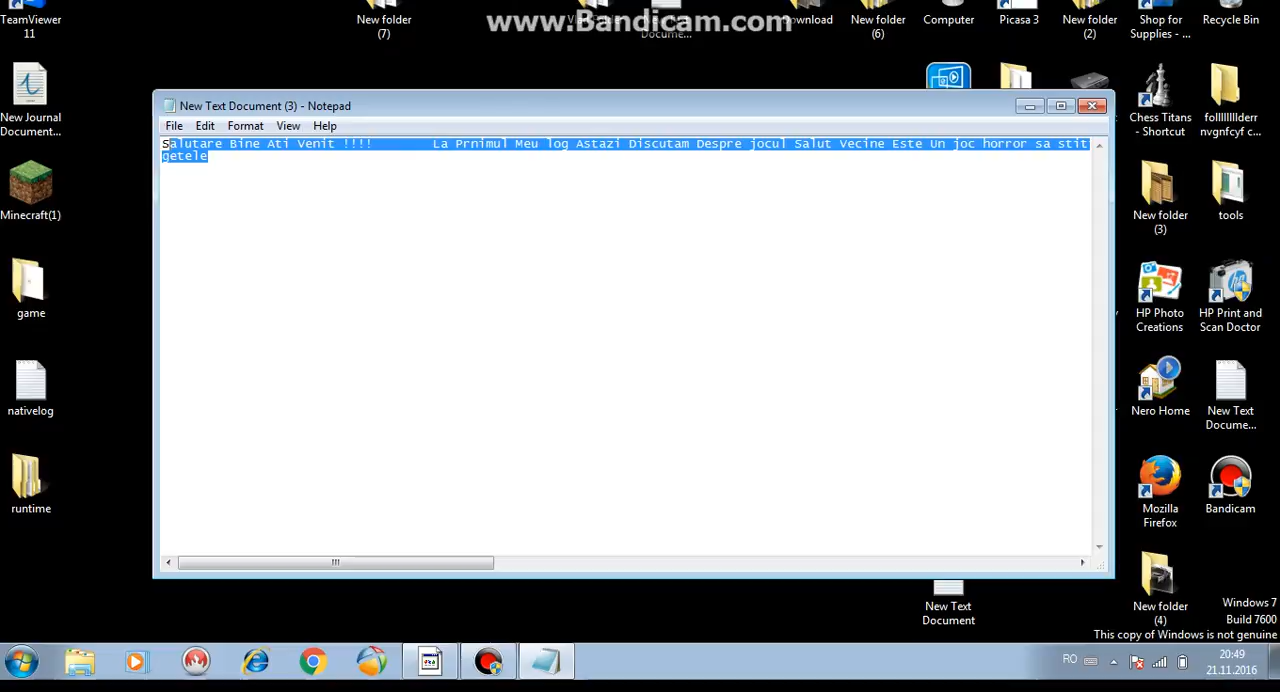 www.Bandicam.com
TeamViewer
11
New folder
(7)
Docume...
Download
New folder
(6)
Computer
Picasa 3
New folder
(2)
Shop for
Supplies - ...
Recycle Bin
New Journal
Document...
Minecraft(1)
game
nativelog
runtime
New Text Document (3) - Notepad
File Edit Format View Help
Salutare Bine Ati Venit !!!! La Prnimul Meu log Astazi Discutam Despre jocul Salut Vecine Este Un joc horror sa stit
getele
Chess Titans
- Shortcut
folllllllderr
nvgnfcyf c...
New folder
(3)
tools
HP Photo
Creations
HP Print and
Scan Doctor
Nero Home
New Text
Docume...
Mozilla
Firefox
Bandicam
New Text
Document
New folder
(4)
Windows 7
Build 7600
This copy of Windows is not genuine
RO
20:49
21.11.2016